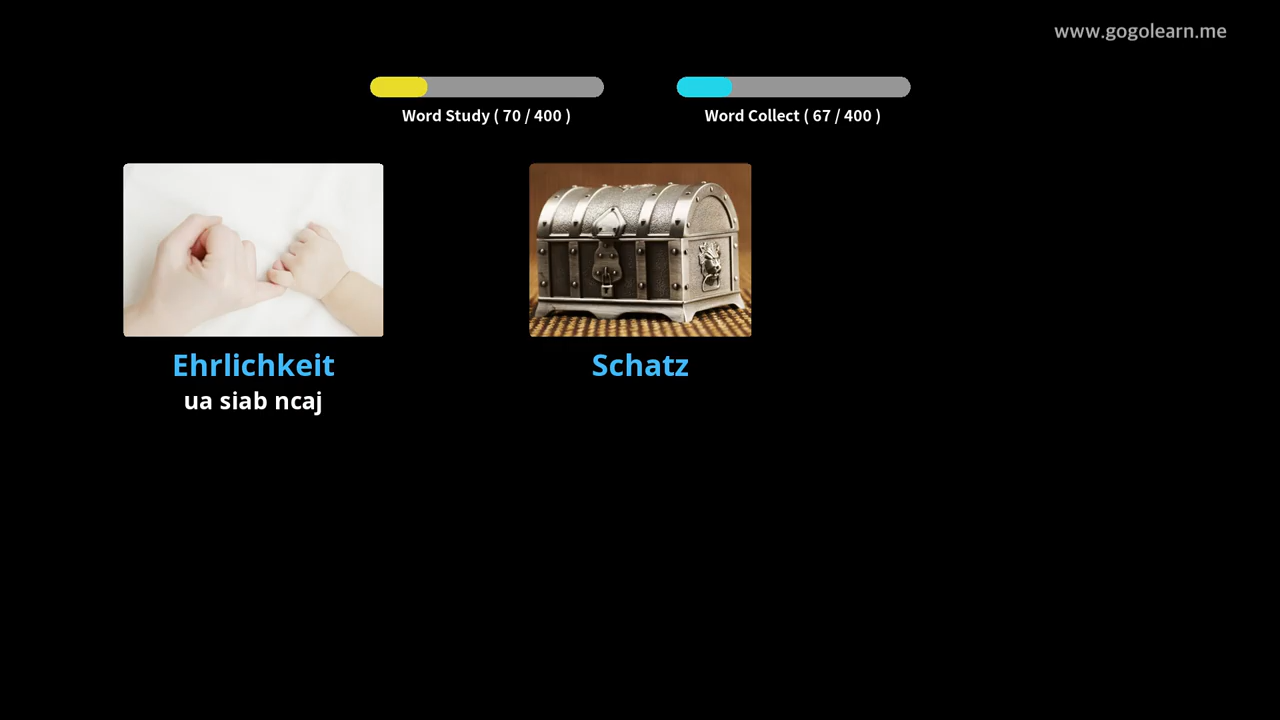 www.gogolearn.me
Word Study ( 70 / 400 )
Word Collect ( 67 / 400 )
Ehrlichkeit
ua siab ncaj
Schatz